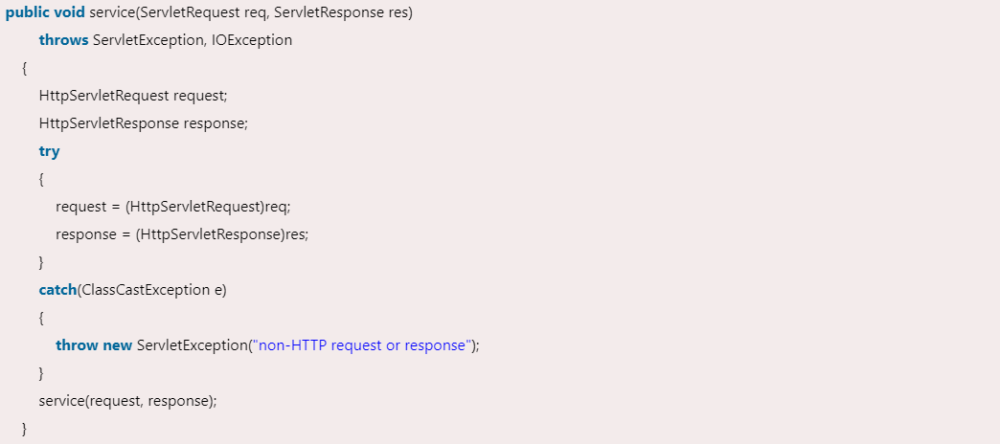 public void service(ServletRequest req, ServletResponse res)
throws ServletException, IOException
{
HttpServletRequest request;
HttpServletResponse response;
try
{
request = (HttpServletRequest)req;
response = (HttpServletResponse)res;
}
catch(ClassCastException e)
{
throw new ServletException("non-HTTP request or response");
}
service(request, response);
}